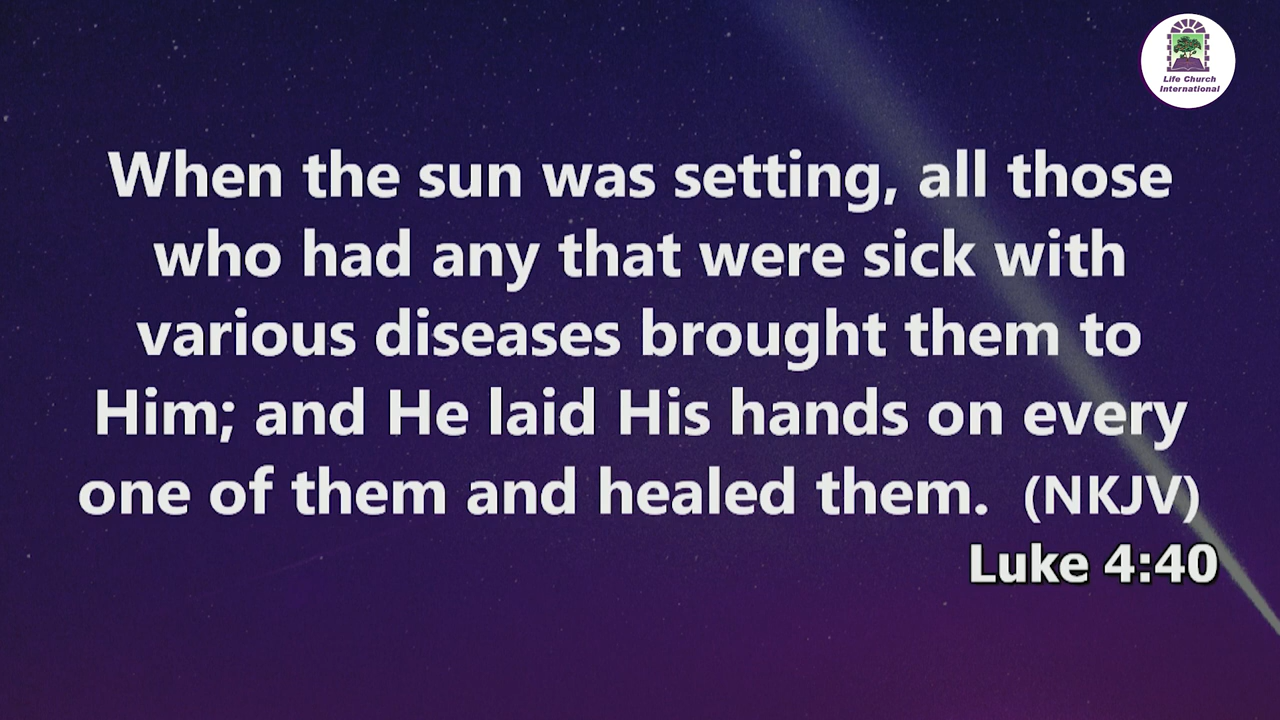 Life Church
International
When the sun was setting, all those
who had any that were sick with
various diseases brought them to
Him; and He laid His hands on every
one of them and healed them. (NKJV)
Luke 4:40